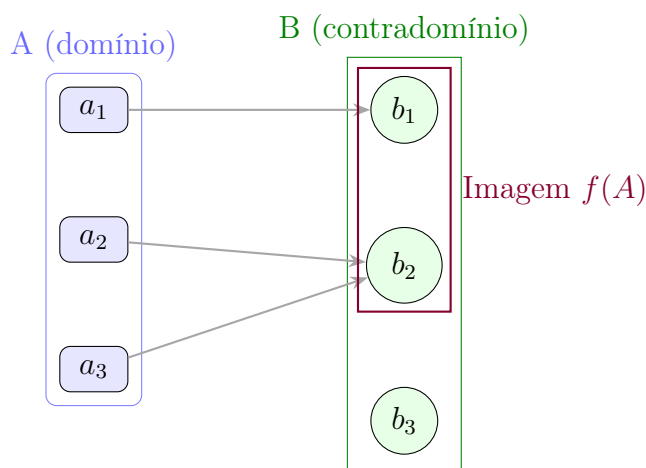 A (domínio)
B (contradomínio)
a₁
b₁
Imagem f(A)
a₂
b₂
a₃
b₃